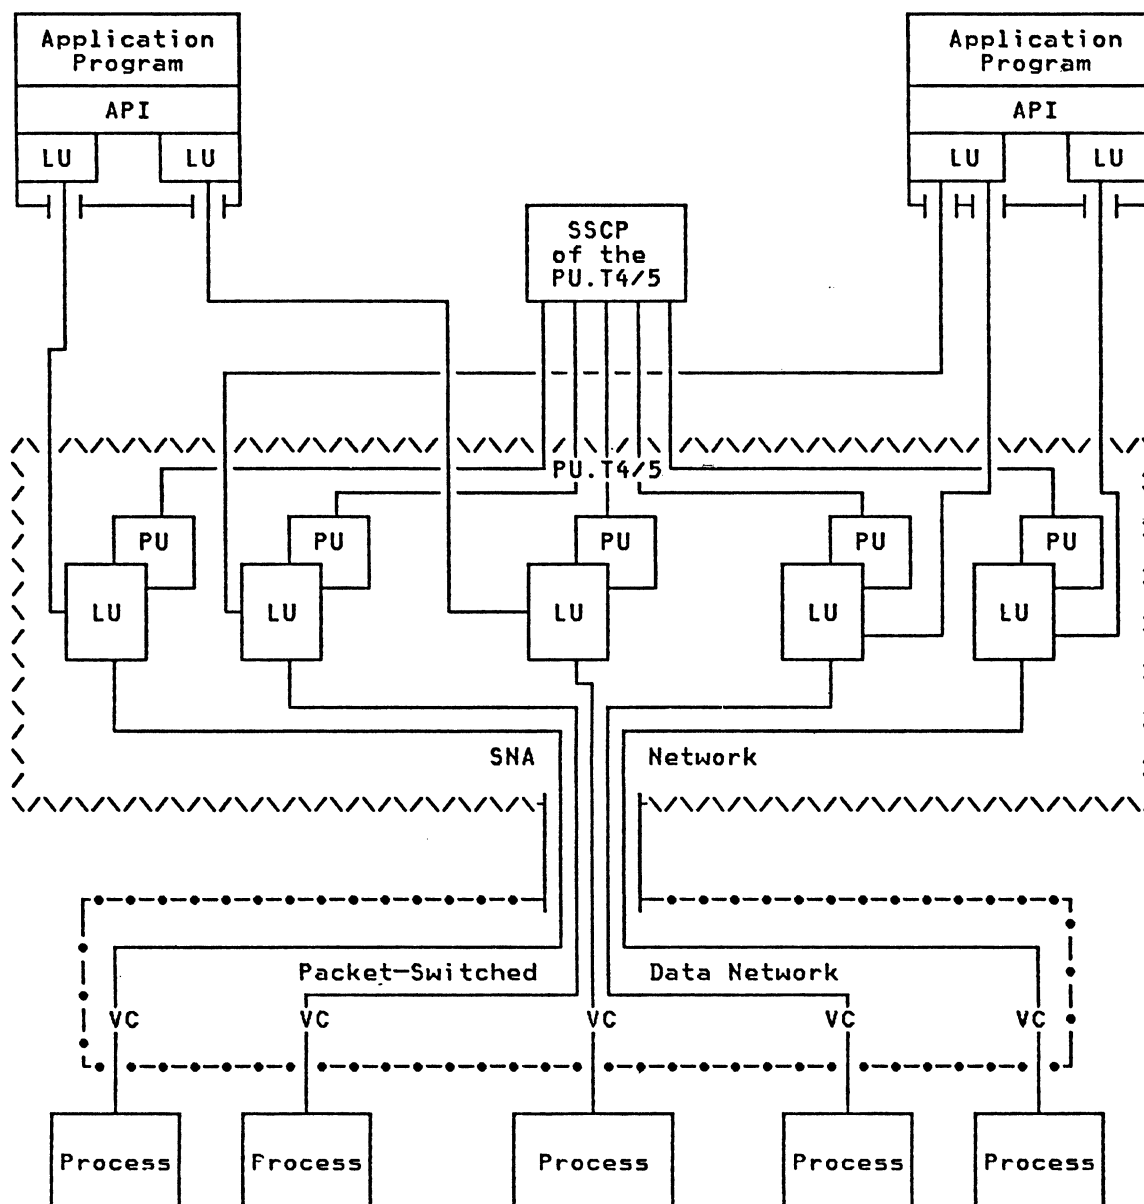 Application
Program
API
LU
LU
Application
Program
API
LU
LU
SSCP
of the
PU.T4/5
PU.T4/5
PU
PU
PU
PU
PU
LU
LU
LU
LU
LU
SNA
Network
Packet-Switched
Data Network
VC
VC
VC
VC
VC
Process
Process
Process
Process
Process